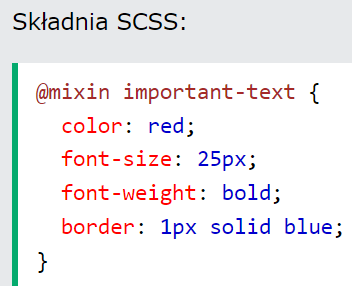 Składnia SCSS:
@mixin important-text {
  color: red;
  font-size: 25px;
  font-weight: bold;
  border: 1px solid blue;
}